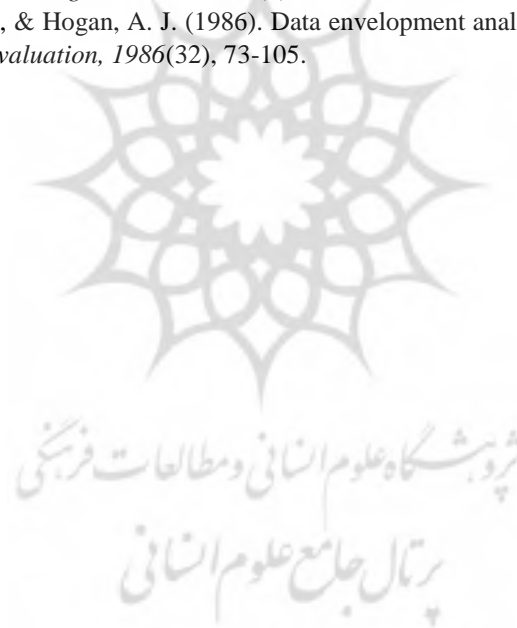 , & Hogan, A. J. (1986). Data envelopment anal
valuation, 1986(32), 73-105.
پژوهشگاه علوم انسانی و مطالعات فرهنگی
پرتال جامع علوم انسانی